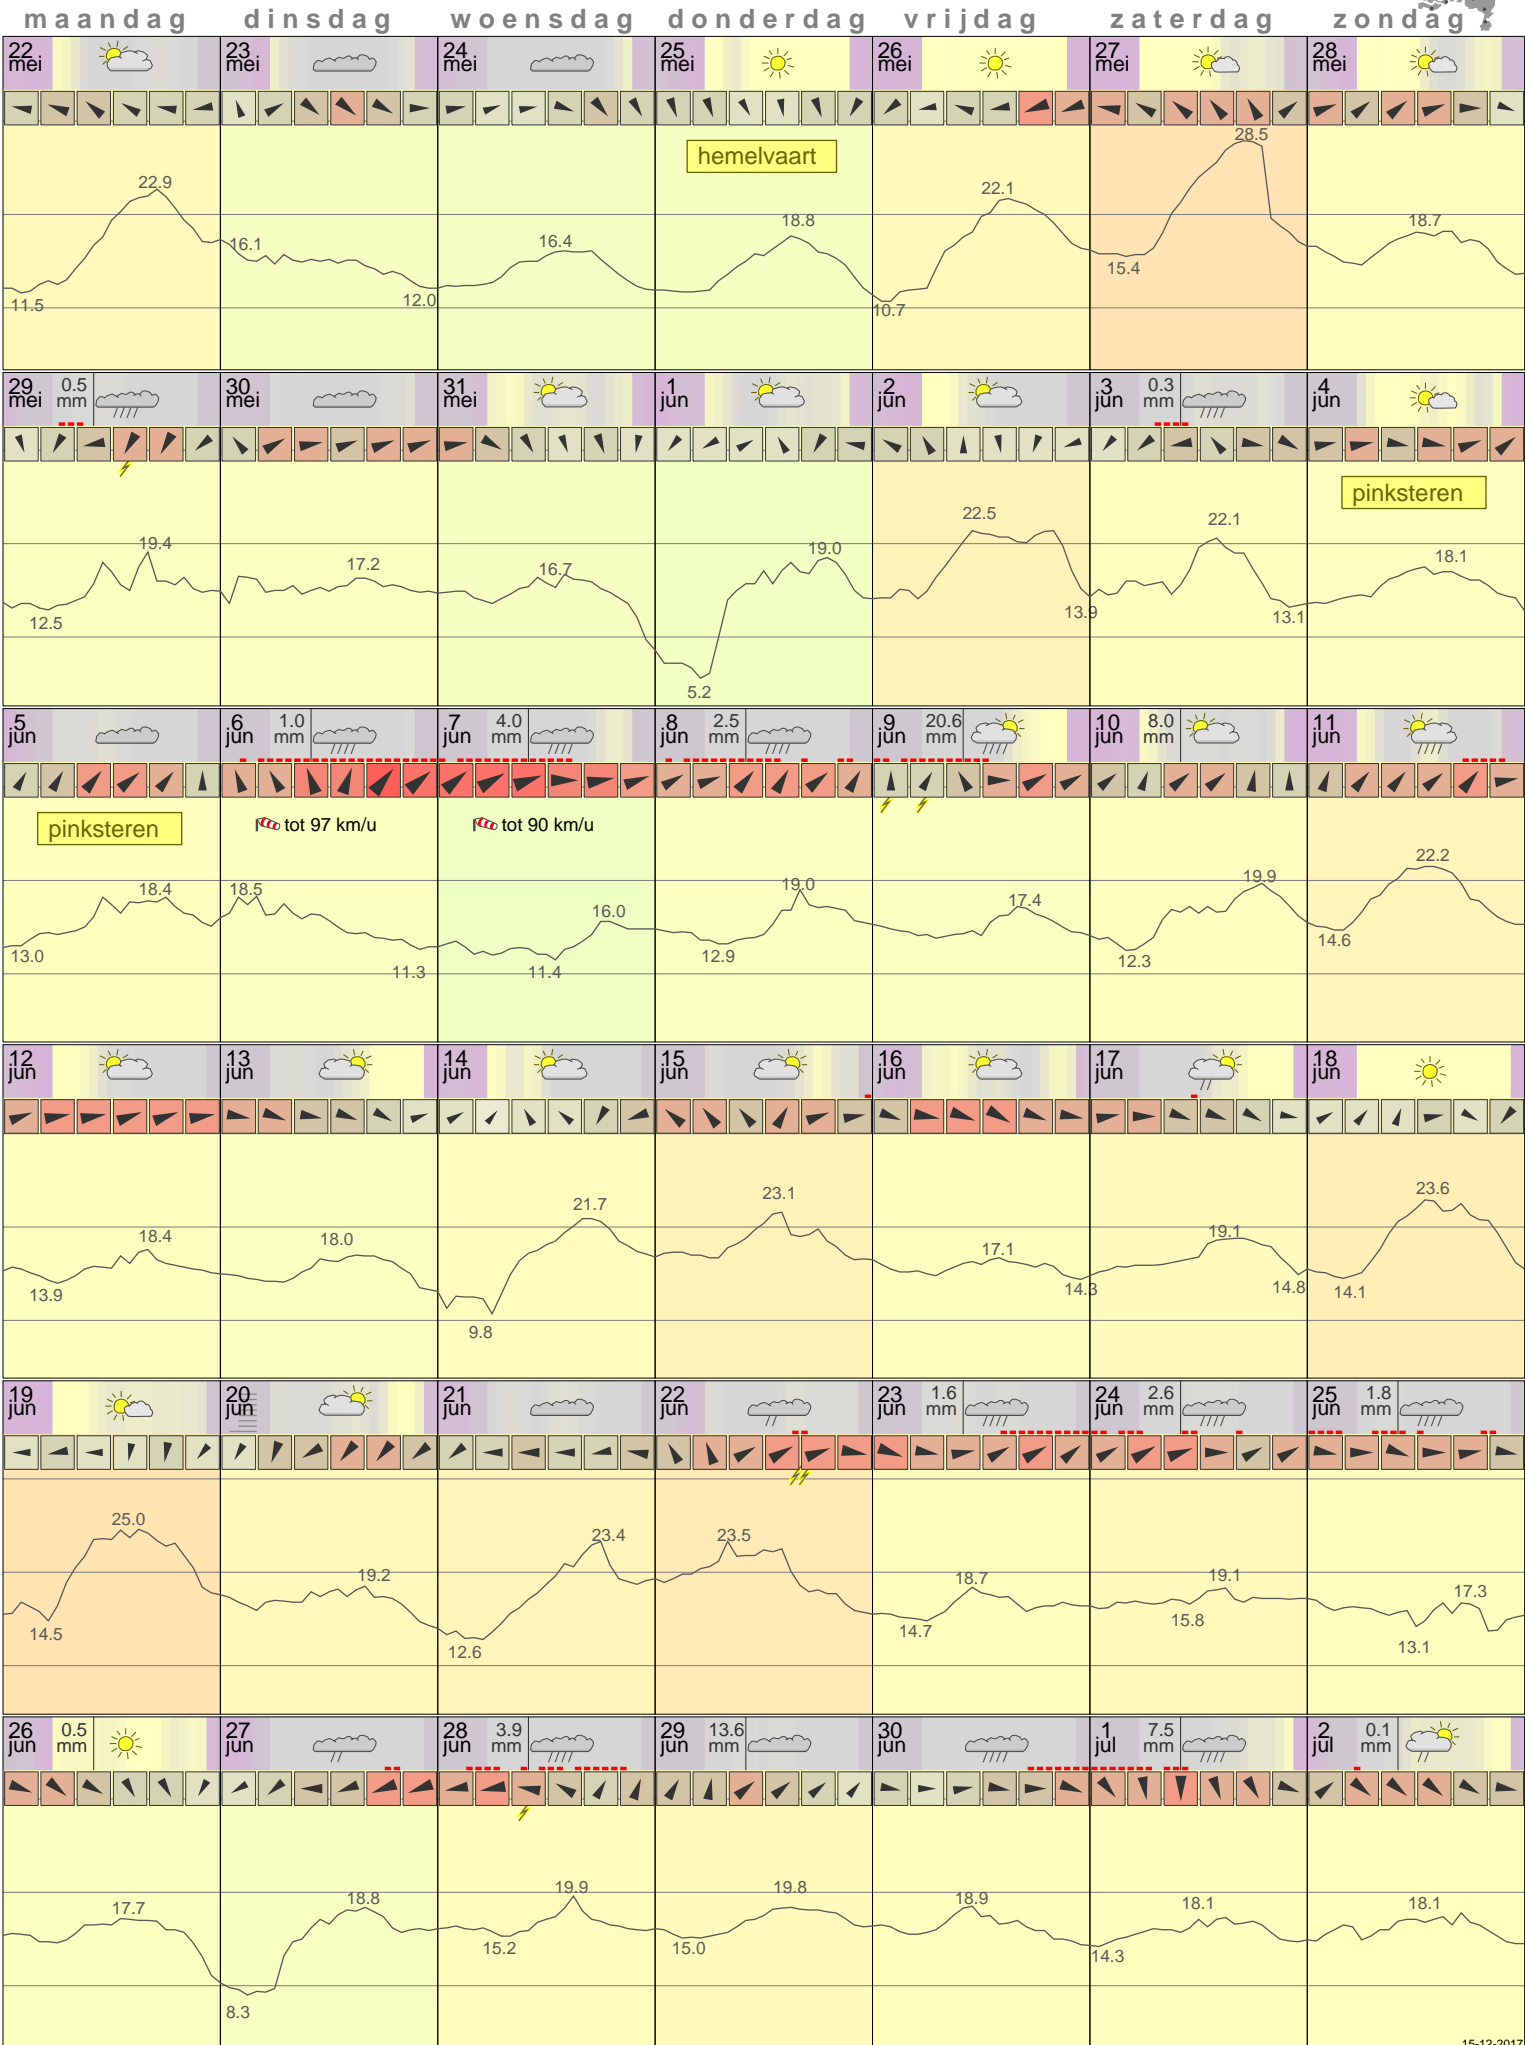 maandag dinsdag woensdag donderdag vrijdag zaterdag zondag
22 mei 23 mei 24 mei 25 mei 26 mei 27 mei 28 mei
hemelvaart
28.5
22.9 16.1 16.4 18.8 22.1 18.7
11.5 12.0 10.7 15.4
29 mei 0.5 mm 30 mei 31 mei 1 jun 2 jun 3 jun 0.3 mm 4 jun
pinksteren
19.4 17.2 16.7 19.0 22.5 22.1 18.1
12.5 5.2 13.9 13.1
5 jun 6 jun 1.0 mm 7 jun 4.0 mm 8 jun 2.5 mm 9 jun 20.6 mm 10 jun 8.0 mm 11 jun
pinksteren tot 97 km/u tot 90 km/u
18.4 18.5 16.0 19.0 17.4 19.9 22.2
13.0 11.3 11.4 12.9 12.3 14.6
12 jun 13 jun 14 jun 15 jun 16 jun 17 jun 18 jun
18.4 18.0 21.7 23.1 17.1 19.1 23.6
13.9 9.8 14.3 14.8 14.1
19 jun 20 jun 21 jun 22 jun 23 jun 1.6 mm 24 jun 2.6 mm 25 jun 1.8 mm
25.0 19.2 23.4 23.5 18.7 19.1 17.3
14.5 12.6 14.7 15.8 13.1
26 jun 0.5 mm 27 jun 28 jun 3.9 mm 29 jun 13.6 mm 30 jun 1 jul 7.5 mm 2 jul 0.1 mm
17.7 18.8 19.9 19.8 18.9 18.1 18.1
8.3 15.2 15.0 14.3
15-12-2017